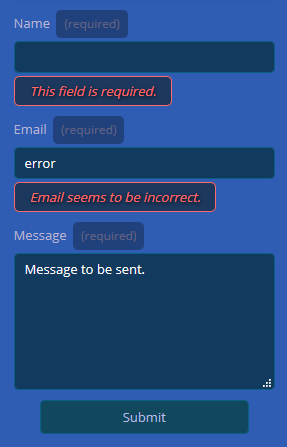 Name (required)
This field is required.
Email (required)
error
Email seems to be incorrect.
Message (required)
Message to be sent.
Submit